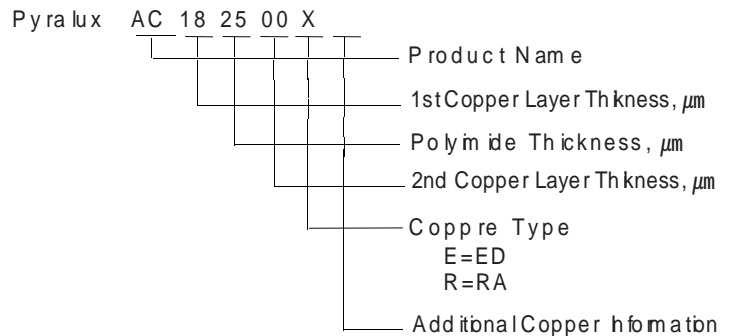 Pyralux AC 18 25 00 X
Product Name
1st Copper Layer Thikness, μm
Polyimide Thickness, μm
2nd Copper Layer Thkness, μm
Coppre Type
E=ED
R=RA
Additional Copper Information